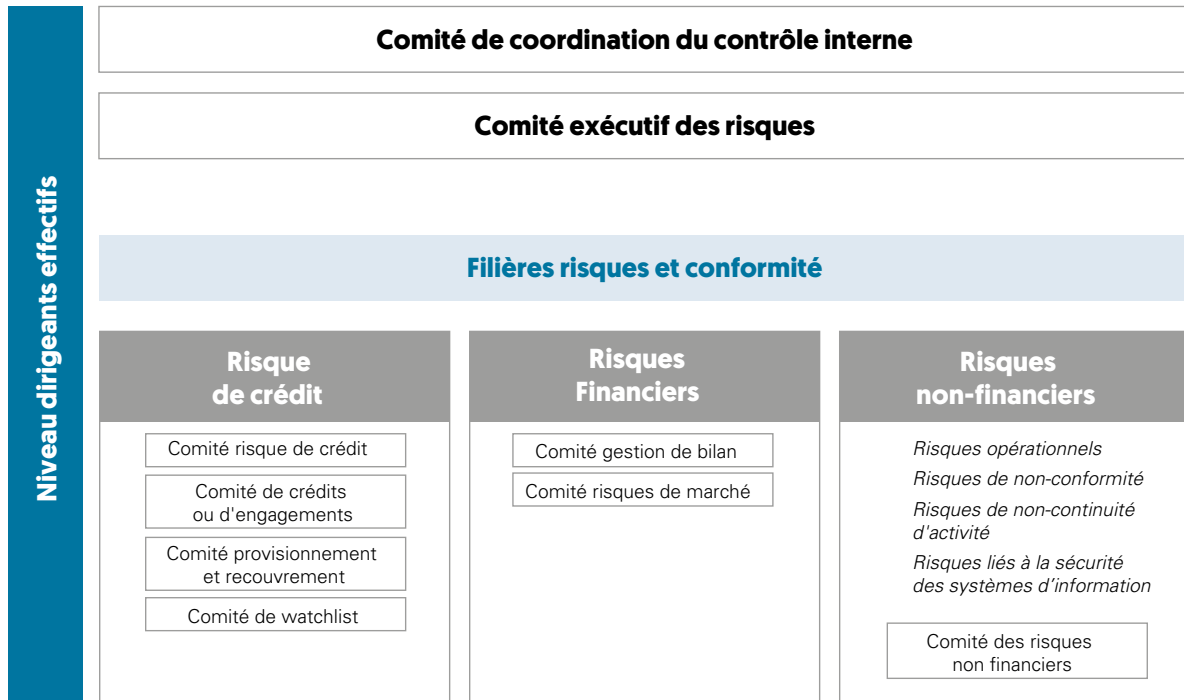 Niveau dirigeants effectifs
Comité de coordination du contrôle interne
Comité exécutif des risques
Filières risques et conformité
Risque
de crédit
Comité risque de crédit
Comité de crédits
ou d'engagements
Comité provisionnement
et recouvrement
Comité de watchlist
Risques
Financiers
Comité gestion de bilan
Comité risques de marché
Risques
non-financiers
Risques opérationnels
Risques de non-conformité
Risques de non-continuité
d'activité
Risques liés à la sécurité
des systèmes d’information
Comité des risques
non financiers